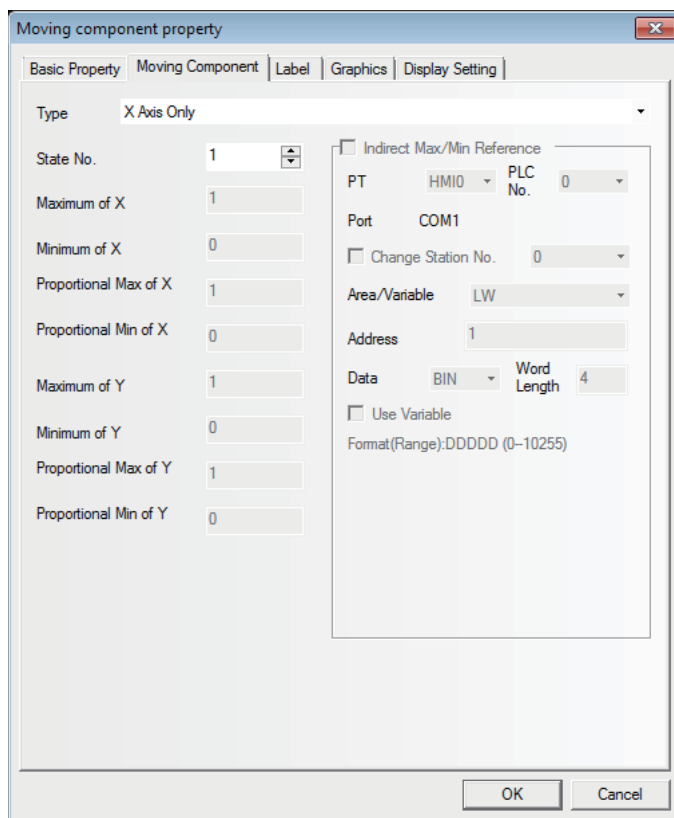 Moving component property
Basic Property Moving Component Label Graphics Display Setting
Type X Axis Only
State No. 1
Maximum of X 1
Minimum of X 0
Proportional Max of X 1
Proportional Min of X 0
Maximum of Y 1
Minimum of Y 0
Proportional Max of Y 1
Proportional Min of Y 0
Indirect Max/Min Reference
PT HMI0 PLC No. 0
Port COM1
Change Station No. 0
Area/Variable LW
Address 1
Data BIN Word Length 4
Use Variable
Format(Range):DDDDD (0--10255)
OK Cancel